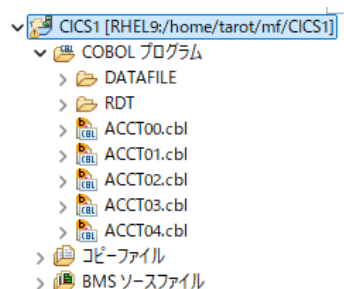 CICS1 [RHEL9:/home/tarot/mf/CICS1]
COBOL プログラム
DATAFILE
RDT
ACCT00.cbl
ACCT01.cbl
ACCT02.cbl
ACCT03.cbl
ACCT04.cbl
コピーファイル
BMS ソースファイル